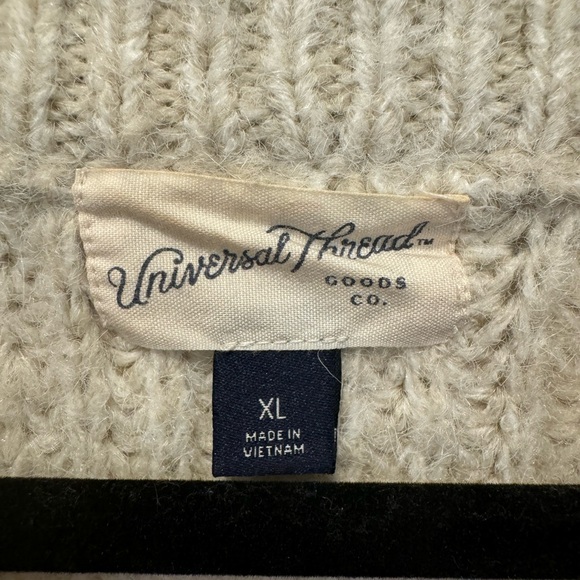 Universal Thread™
GOODS
CO.
XL
MADE IN
VIETNAM